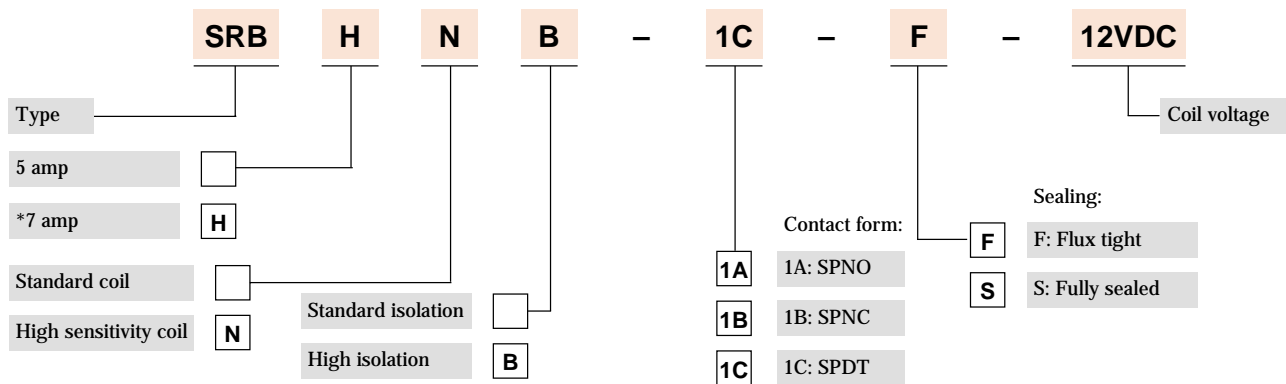 SRB H N B – 1C – F – 12VDC
Type
Coil voltage
5 amp
*7 amp H
Standard coil
High sensitivity coil N
Standard isolation
High isolation B
Contact form:
1A 1A: SPNO
1B 1B: SPNC
1C 1C: SPDT
Sealing:
F F: Flux tight
S S: Fully sealed